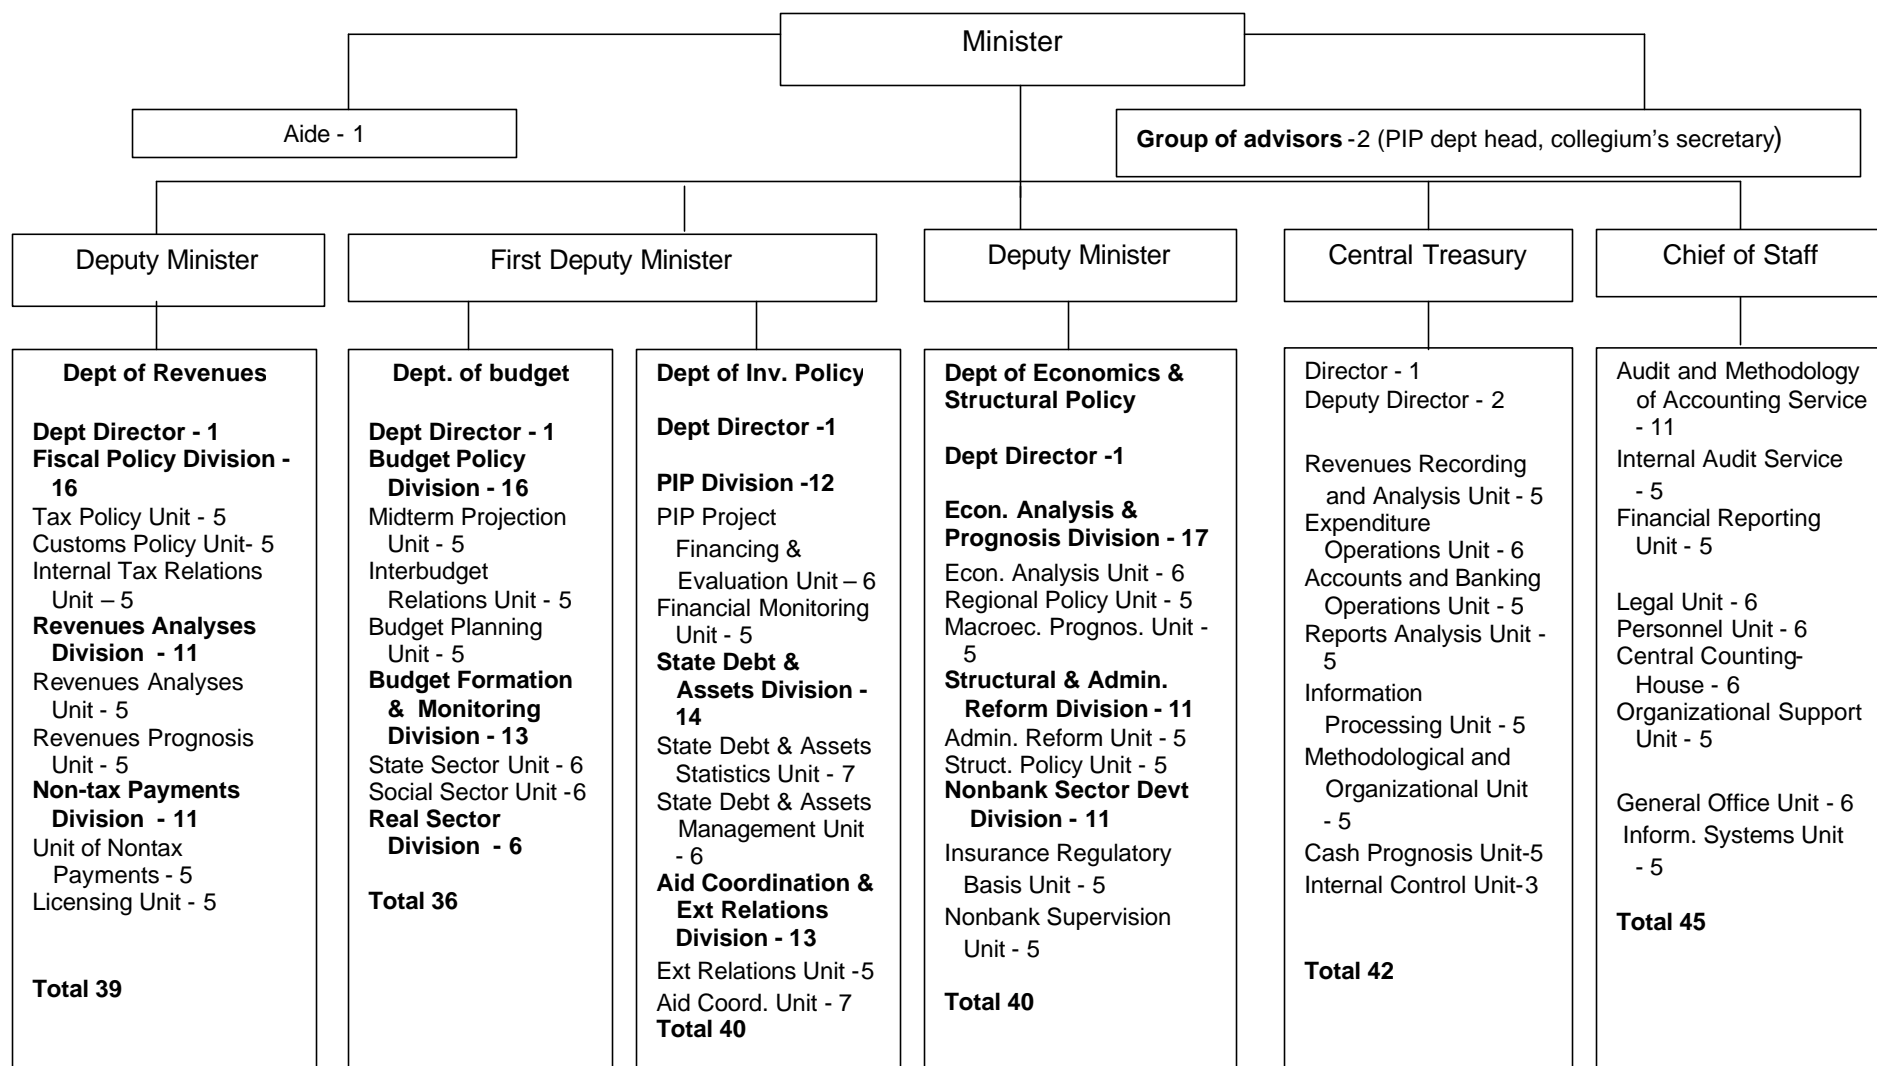 Minister
Aide - 1
Group of advisors -2 (PIP dept head, collegium's secretary)
Deputy Minister
First Deputy Minister
Deputy Minister
Central Treasury
Chief of Staff
Dept of Revenues
Dept Director - 1
Fiscal Policy Division -
16
Tax Policy Unit - 5
Customs Policy Unit- 5
Internal Tax Relations
Unit – 5
Revenues Analyses
Division - 11
Revenues Analyses
Unit - 5
Revenues Prognosis
Unit - 5
Non-tax Payments
Division - 11
Unit of Nontax
Payments - 5
Licensing Unit - 5
Total 39
Dept. of budget
Dept Director - 1
Budget Policy
Division - 16
Midterm Projection
Unit - 5
Interbudget
Relations Unit - 5
Budget Planning
Unit - 5
Budget Formation
& Monitoring
Division - 13
State Sector Unit - 6
Social Sector Unit -6
Real Sector
Division - 6
Total 36
Dept of Inv. Policy
Dept Director -1
PIP Division -12
PIP Project
Financing &
Evaluation Unit – 6
Financial Monitoring
Unit - 5
State Debt &
Assets Division -
14
State Debt & Assets
Statistics Unit - 7
State Debt & Assets
Management Unit
- 6
Aid Coordination &
Ext Relations
Division - 13
Ext Relations Unit -5
Aid Coord. Unit - 7
Total 40
Dept of Economics &
Structural Policy
Dept Director -1
Econ. Analysis &
Prognosis Division - 17
Econ. Analysis Unit - 6
Regional Policy Unit - 5
Macroec. Prognos. Unit -
5
Structural & Admin.
Reform Division - 11
Admin. Reform Unit - 5
Struct. Policy Unit - 5
Nonbank Sector Devt
Division - 11
Insurance Regulatory
Basis Unit - 5
Nonbank Supervision
Unit - 5
Total 40
Director - 1
Deputy Director - 2
Revenues Recording
and Analysis Unit - 5
Expenditure
Operations Unit - 6
Accounts and Banking
Operations Unit - 5
Reports Analysis Unit -
5
Information
Processing Unit - 5
Methodological and
Organizational Unit
- 5
Cash Prognosis Unit-5
Internal Control Unit-3
Total 42
Audit and Methodology
of Accounting Service
- 11
Internal Audit Service
- 5
Financial Reporting
Unit - 5
Legal Unit - 6
Personnel Unit - 6
Central Counting-
House - 6
Organizational Support
Unit - 5
General Office Unit - 6
Inform. Systems Unit
- 5
Total 45